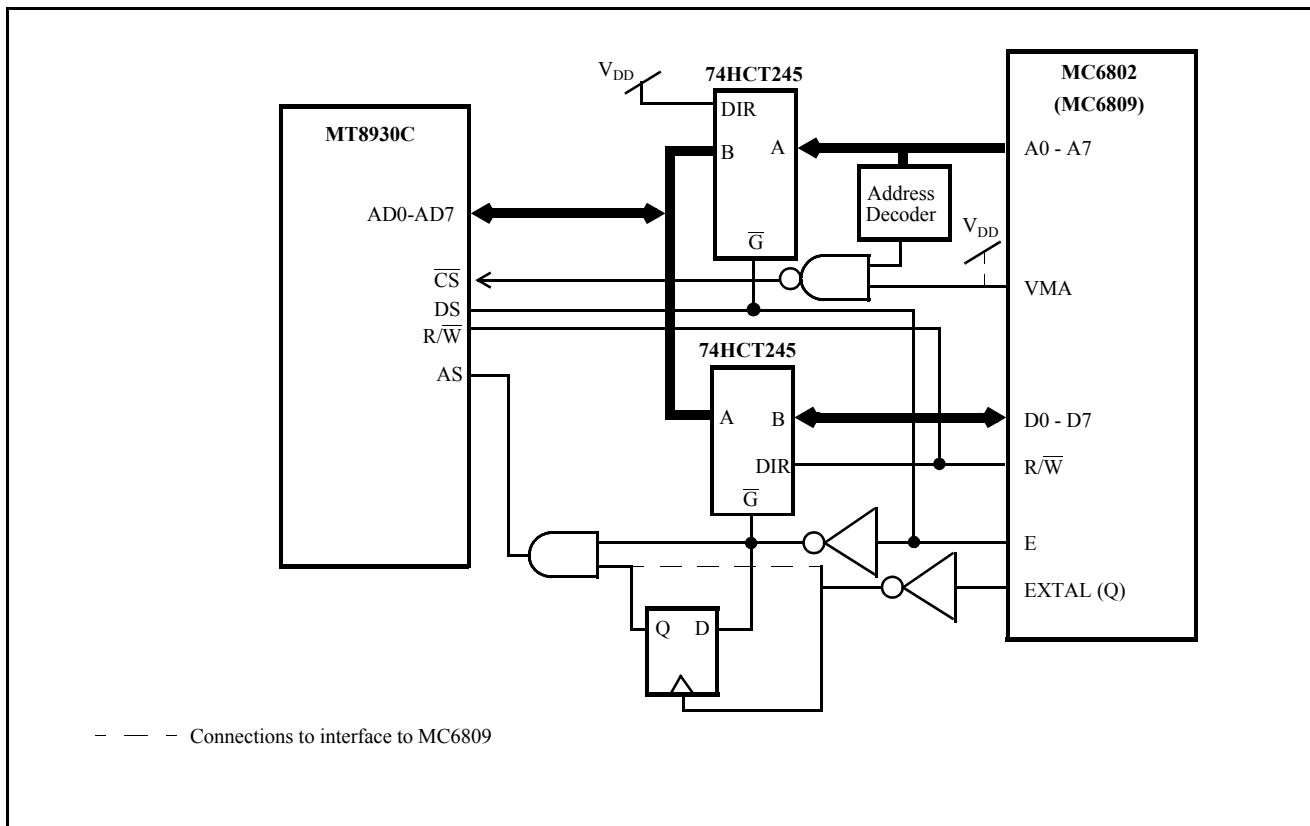 V_DD
74HCT245
MC6802
(MC6809)
DIR
MT8930C
B
A
A0 - A7
Address
Decoder
AD0-AD7
V_DD
G̅
C̅S̅
VMA
DS
R/W̅
74HCT245
AS
A
B
D0 - D7
DIR
R/W̅
G̅
E
EXTAL (Q)
Q
D
Connections to interface to MC6809